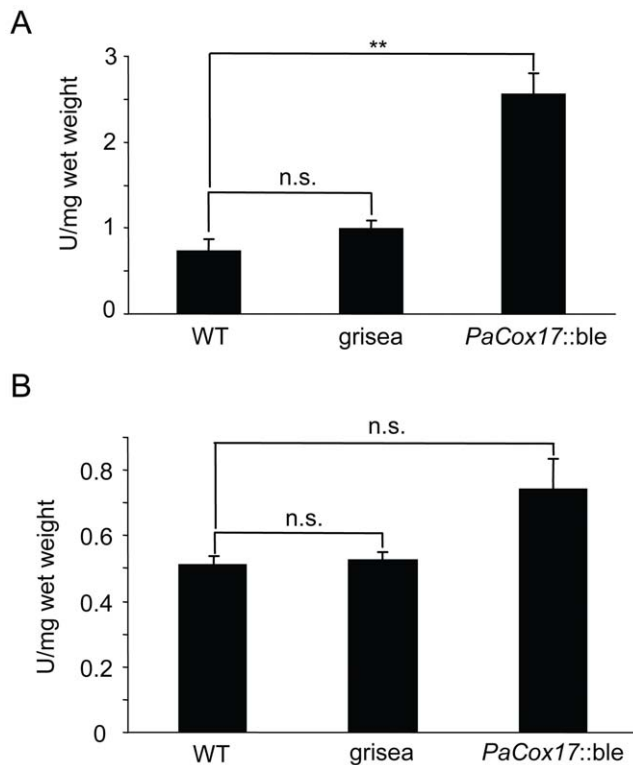 A
U/mg wet weight
3
2
1
0
**
n.s.
WT grisea PaCox17::ble
B
U/mg wet weight
0.8
0.6
0.4
0.2
0
n.s.
n.s.
WT grisea PaCox17::ble